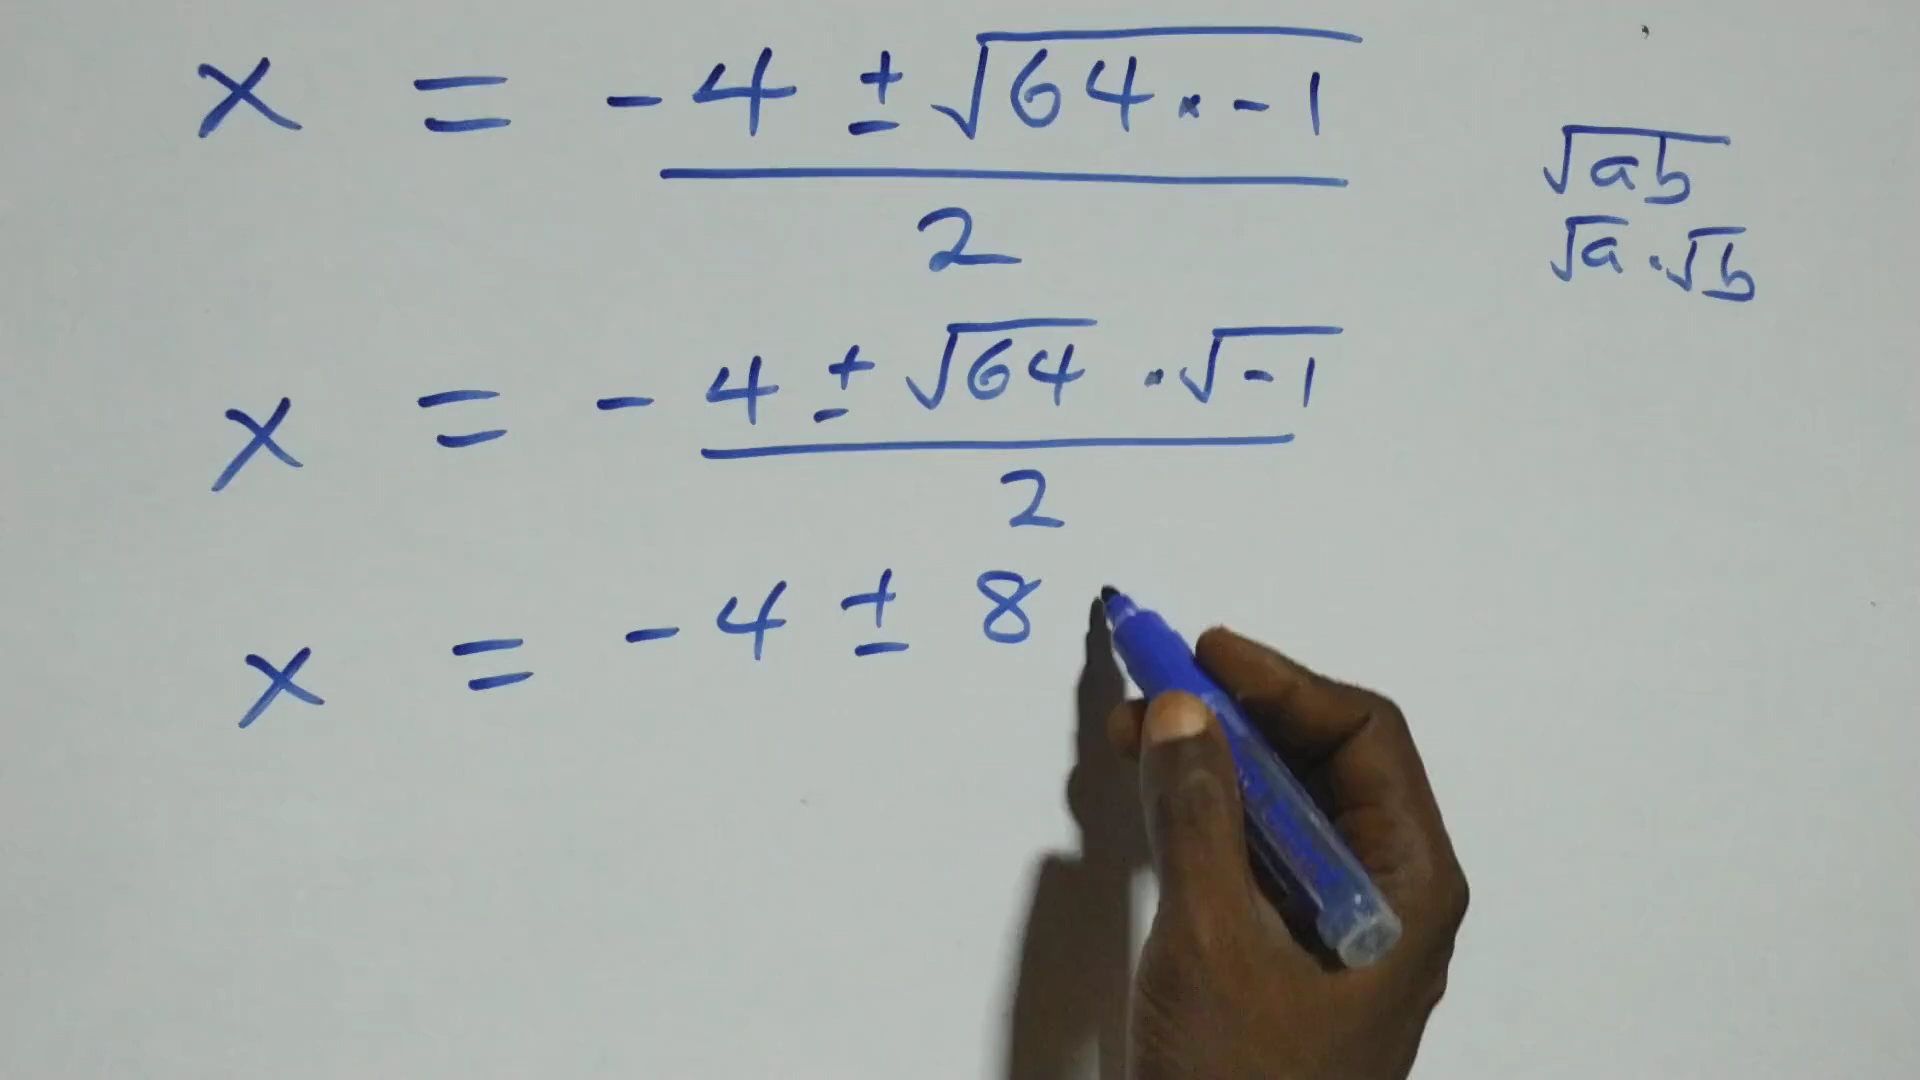 x = -4 ± √64 · -1
2
√ab
√a · √b
x = -4 ± √64 · √-1
2
x = -4 ± 8